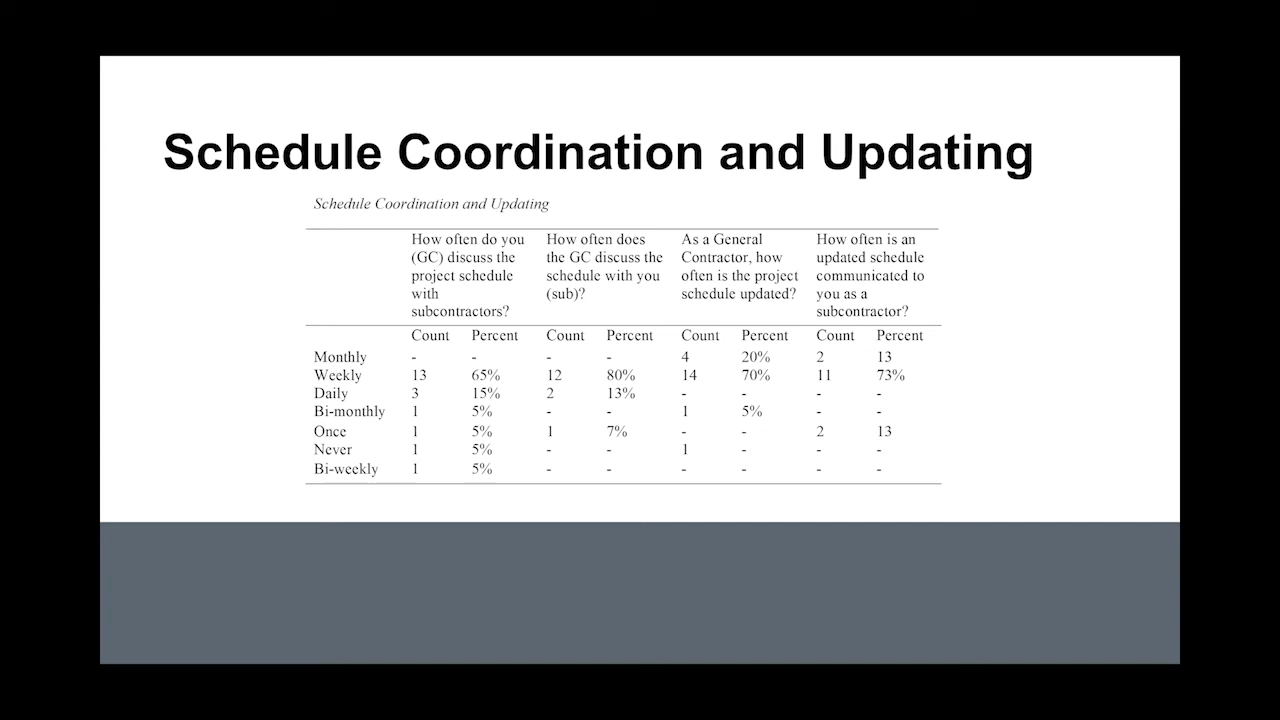 Schedule Coordination and Updating
Schedule Coordination and Updating
How often do you How often does As a General How often is an
(GC) discuss the the GC discuss the Contractor, how updated schedule
project schedule schedule with you often is the project communicated to
with (sub)? schedule updated? you as a
subcontractors? subcontractor?
Count Percent Count Percent Count Percent Count Percent
Monthly - - - - 4 20% 2 13
Weekly 13 65% 12 80% 14 70% 11 73%
Daily 3 15% 2 13% - - - -
Bi-monthly 1 5% - - 1 5% - -
Once 1 5% 1 7% - - 2 13
Never 1 5% - - 1 - - -
Bi-weekly 1 5% - - - - - -